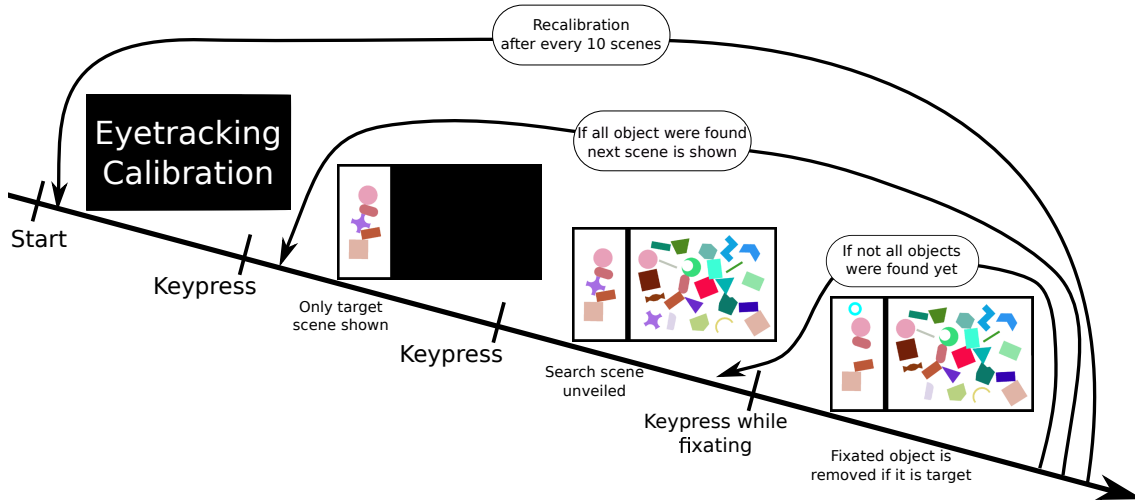 Recalibration
after every 10 scenes
Eyetracking
Calibration
If all object were found
next scene is shown
Start
If not all objects
were found yet
Keypress
Only target
scene shown
Keypress
Search scene
unveiled
Keypress while
fixating
Fixated object is
removed if it is target